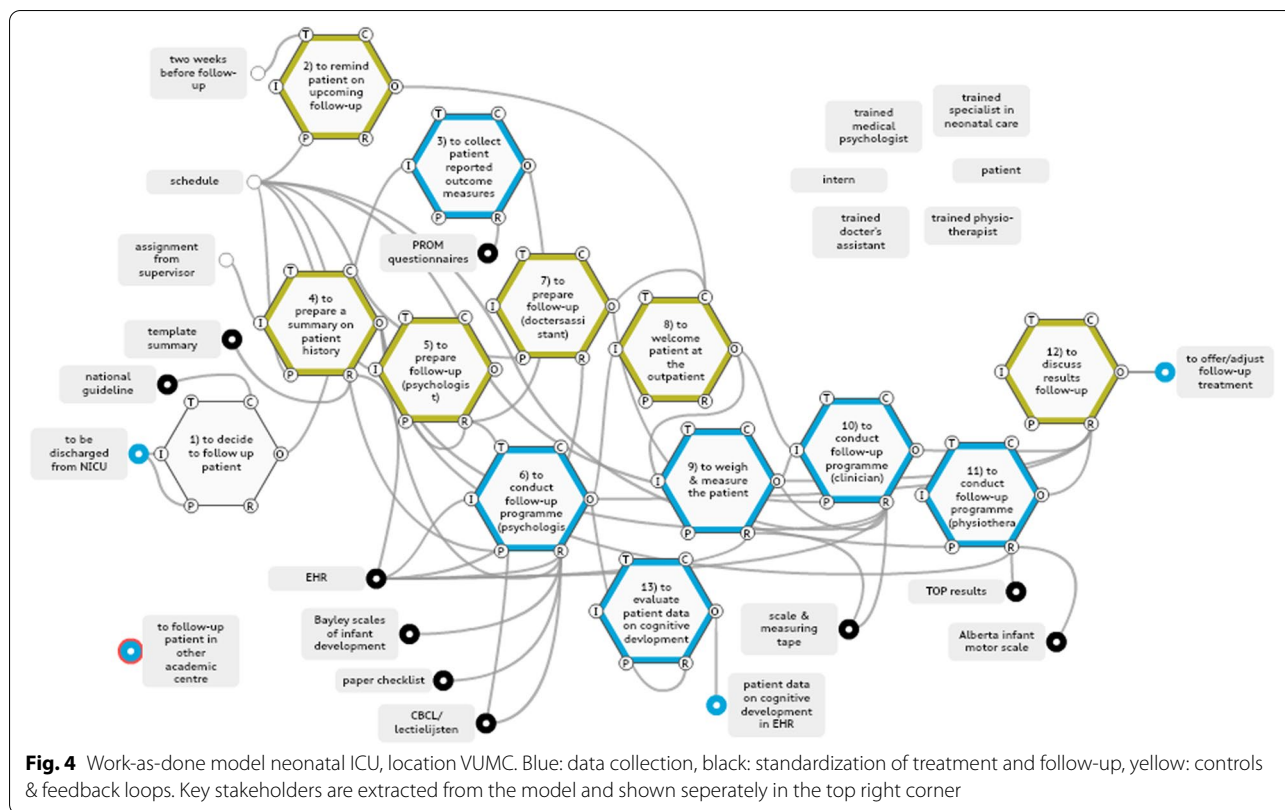 two weeks
before follow-
up
T
C
I
O
P
R
2) to remind
patient on
upcoming
follow-up
T
C
I
O
P
R
3) to collect
patient
reported
outcome
measures
trained
medical
psychologist
trained
specialist in
neonatal care
intern
patient
trained
docter's
assistant
trained physio-
therapist
schedule
assignment
from
supervisor
PROM
questionnaires
template
summary
national
guideline
to be
discharged
from NICU
T
C
I
O
P
R
4) to
prepare a
summary on
patient
history
T
C
I
O
P
R
5) to
prepare
follow-up
(psychologis
t)
T
C
I
O
P
R
7) to
prepare
follow-up
(doctersassi
stant)
T
C
I
O
P
R
8) to
welcome
patient at
the
outpatient
T
C
I
O
P
R
12) to
discuss
results
follow-up
to offer/adjust
follow-up
treatment
T
C
I
O
P
R
1) to decide
to follow up
patient
T
C
I
O
P
R
6) to
conduct
follow-up
programme
(psychologis
T
C
I
O
P
R
9) to weigh
& measure
the patient
T
C
I
O
P
R
10) to
conduct
follow-up
programme
(clinician)
T
C
I
O
P
R
11) to
conduct
follow-up
programme
(physiothera
T
C
I
O
P
R
13) to
evaluate
patient data
on cognitive
devlopment
EHR
Bayley scales
of infant
development
paper checklist
CBCL/
lectielijsten
to follow-up
patient in
other
academic
centre
patient data
on cognitive
development
in EHR
scale &
measuring
tape
TOP results
Alberta infant
motor scale
Fig. 4 Work-as-done model neonatal ICU, location VUMC. Blue: data collection, black: standardization of treatment and follow-up, yellow: controls
& feedback loops. Key stakeholders are extracted from the model and shown seperately in the top right corner